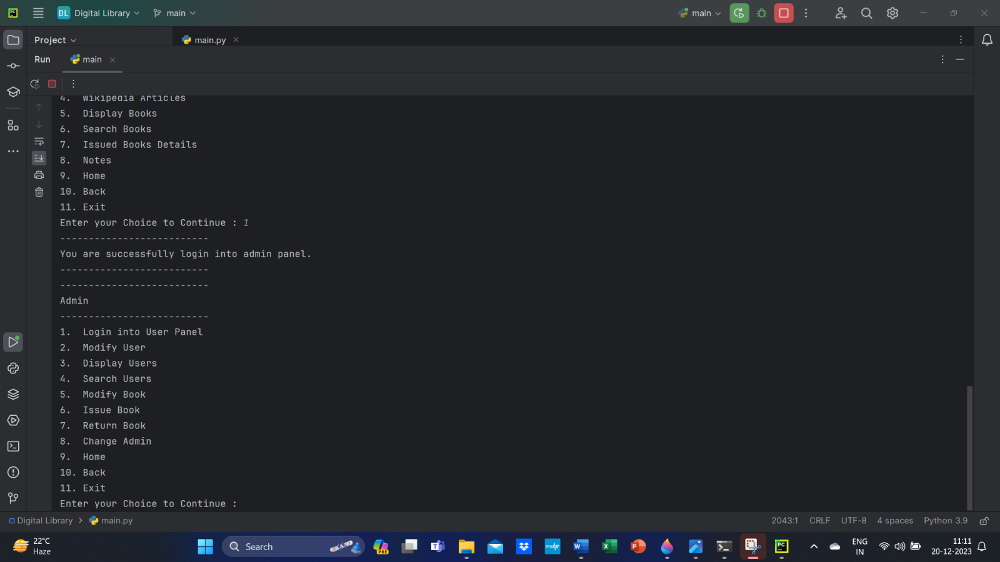 PC
DL Digital Library
main
main
Project
main.py
Run
main
4.  Wikipedia Articles
5.  Display Books
6.  Search Books
7.  Issued Books Details
8.  Notes
9.  Home
10. Back
11. Exit
Enter your Choice to Continue : 1
--------------------------
You are successfully login into admin panel.
--------------------------
--------------------------
Admin
--------------------------
1.  Login into User Panel
2.  Modify User
3.  Display Users
4.  Search Users
5.  Modify Book
6.  Issue Book
7.  Return Book
8.  Change Admin
9.  Home
10. Back
11. Exit
Enter your Choice to Continue :
Digital Library > main.py
2043:1 CRLF UTF-8 4 spaces Python 3.9
22°C
Haze
Search
PRE
myhp
W
X
P
PC
ENG
IN
11:11
20-12-2023